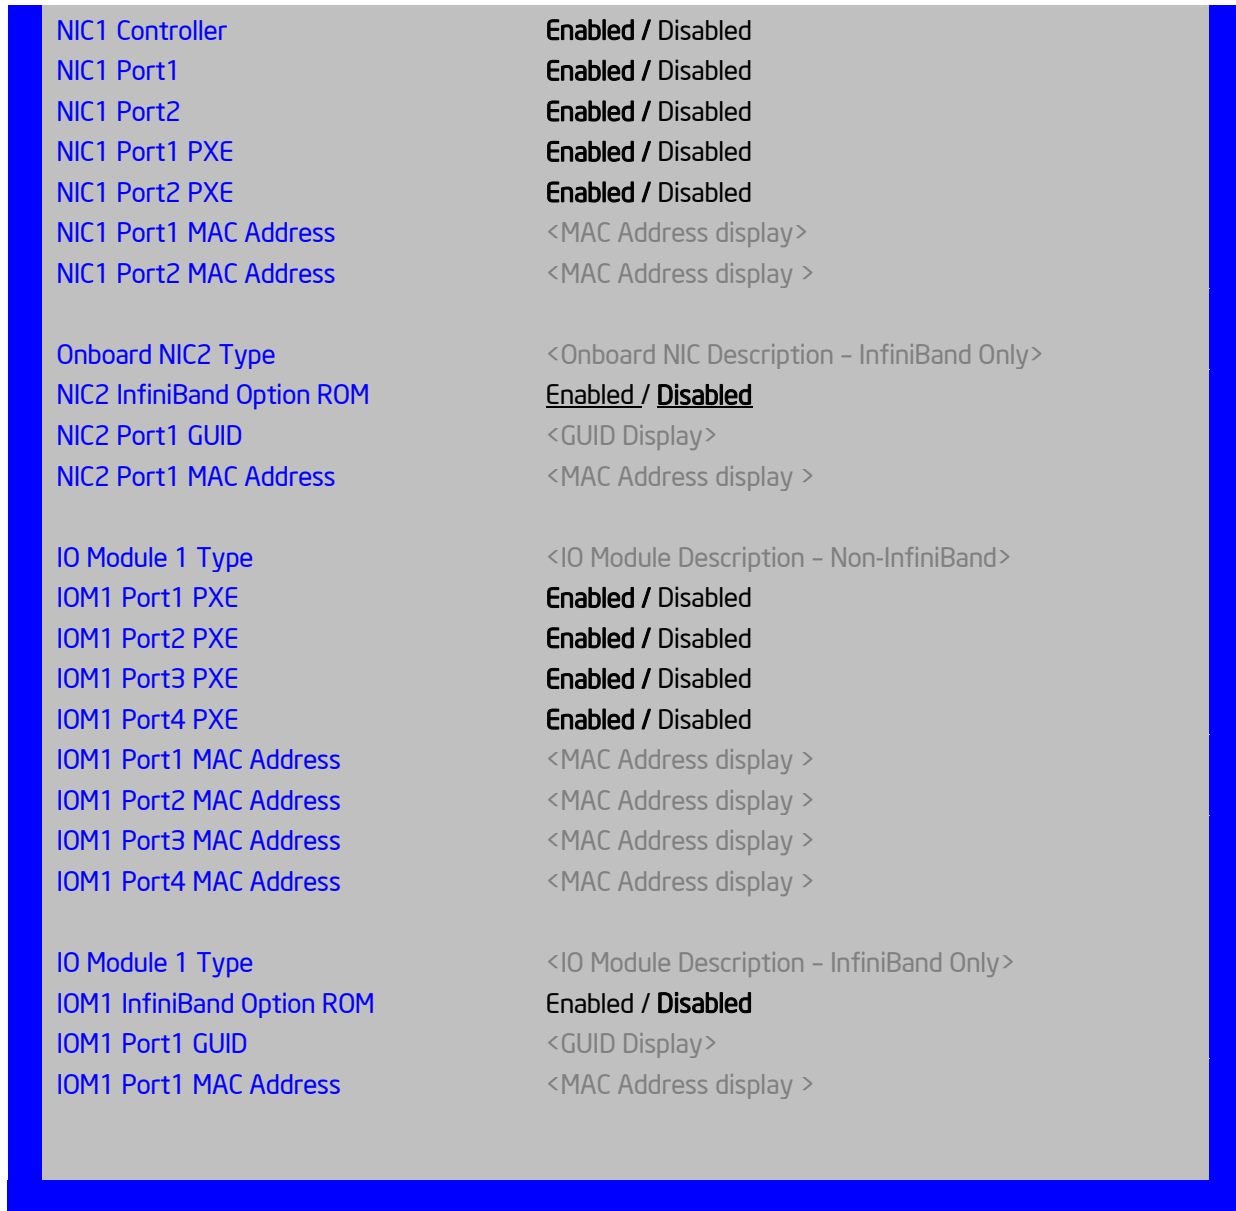 NIC1 Controller Enabled / Disabled
NIC1 Port1 Enabled / Disabled
NIC1 Port2 Enabled / Disabled
NIC1 Port1 PXE Enabled / Disabled
NIC1 Port2 PXE Enabled / Disabled
NIC1 Port1 MAC Address <MAC Address display>
NIC1 Port2 MAC Address <MAC Address display >
Onboard NIC2 Type <Onboard NIC Description – InfiniBand Only>
NIC2 InfiniBand Option ROM Enabled / Disabled
NIC2 Port1 GUID <GUID Display>
NIC2 Port1 MAC Address <MAC Address display >
IO Module 1 Type <IO Module Description – Non-InfiniBand>
IOM1 Port1 PXE Enabled / Disabled
IOM1 Port2 PXE Enabled / Disabled
IOM1 Port3 PXE Enabled / Disabled
IOM1 Port4 PXE Enabled / Disabled
IOM1 Port1 MAC Address <MAC Address display >
IOM1 Port2 MAC Address <MAC Address display >
IOM1 Port3 MAC Address <MAC Address display >
IOM1 Port4 MAC Address <MAC Address display >
IO Module 1 Type <IO Module Description – InfiniBand Only>
IOM1 InfiniBand Option ROM Enabled / Disabled
IOM1 Port1 GUID <GUID Display>
IOM1 Port1 MAC Address <MAC Address display >